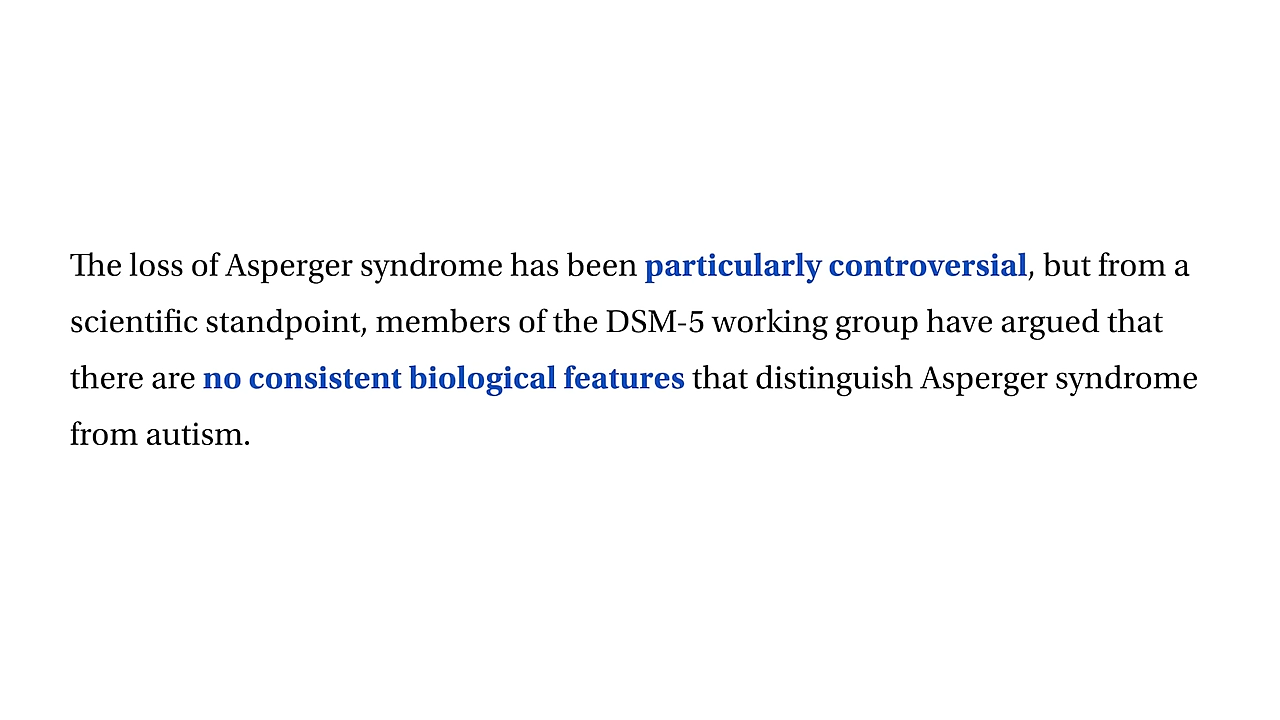 The loss of Asperger syndrome has been particularly controversial, but from a
scientific standpoint, members of the DSM-5 working group have argued that
there are no consistent biological features that distinguish Asperger syndrome
from autism.